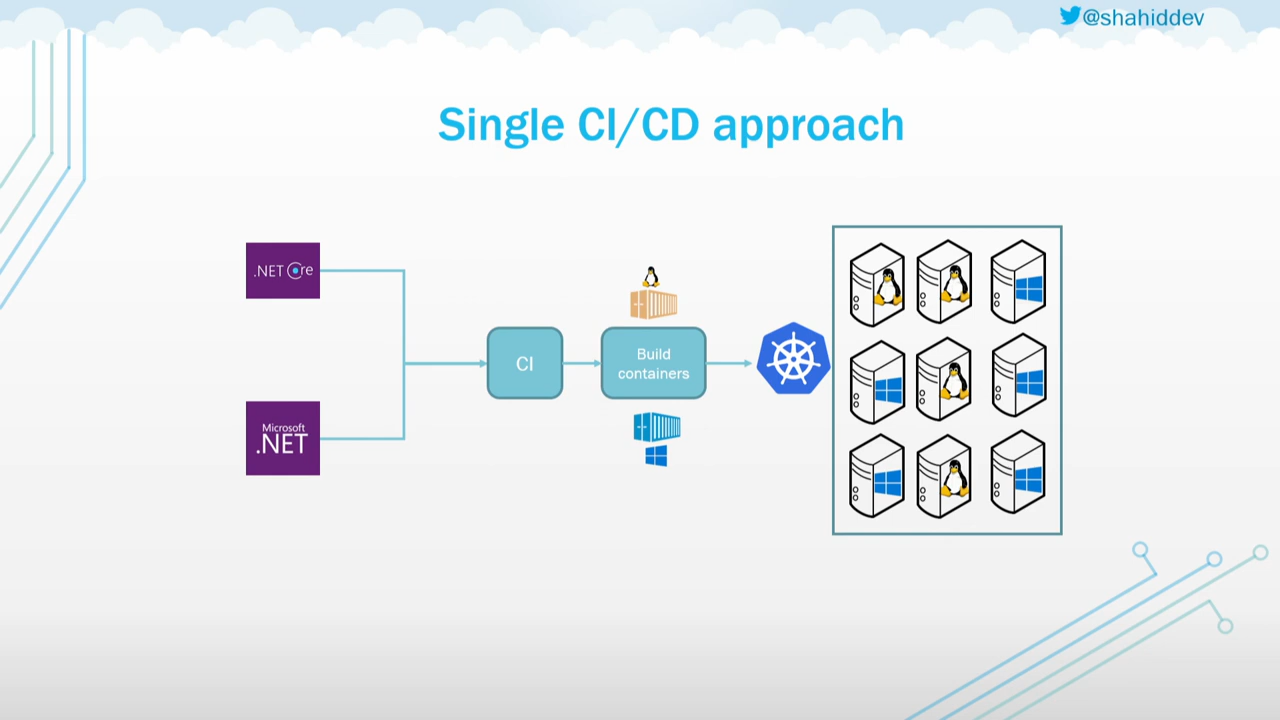 @shahiddev
Single CI/CD approach
.NET Core
Microsoft
.NET
CI
Build
containers